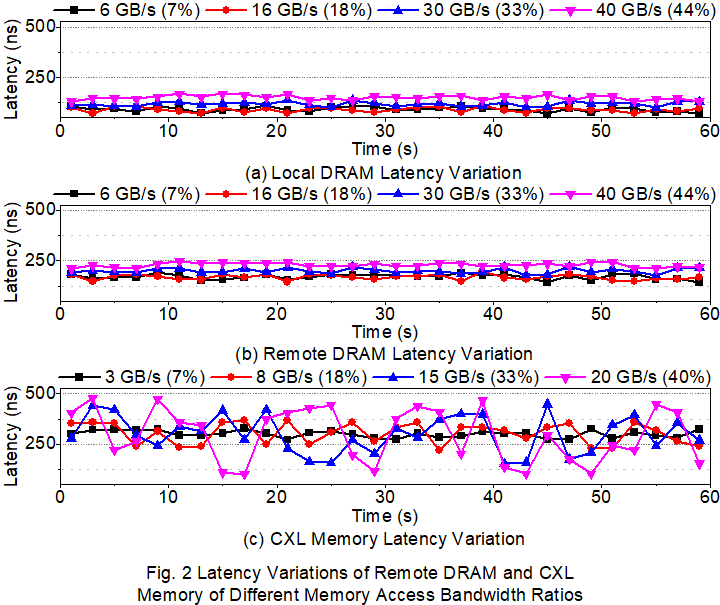 6 GB/s (7%) 16 GB/s (18%) 30 GB/s (33%) 40 GB/s (44%)
Latency (ns)
500
250
0 10 20 30 40 50 60
Time (s)
(a) Local DRAM Latency Variation
6 GB/s (7%) 16 GB/s (18%) 30 GB/s (33%) 40 GB/s (44%)
Latency (ns)
500
250
0 10 20 30 40 50 60
Time (s)
(b) Remote DRAM Latency Variation
3 GB/s (7%) 8 GB/s (18%) 15 GB/s (33%) 20 GB/s (40%)
Latency (ns)
500
250
0 10 20 30 40 50 60
Time (s)
(c) CXL Memory Latency Variation
Fig. 2 Latency Variations of Remote DRAM and CXL
Memory of Different Memory Access Bandwidth Ratios